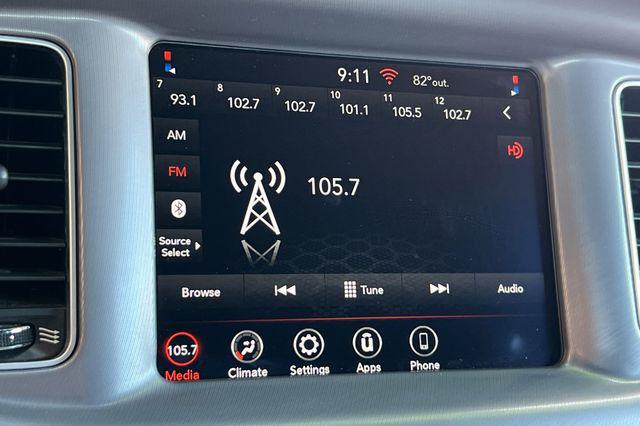 9:11 82°out.
7 93.1 8 102.7 9 102.7 10 101.1 11 105.5 12 102.7
AM
HD
FM
105.7
Source
Select
Browse Tune Audio
105.7
Media Climate Settings Apps Phone